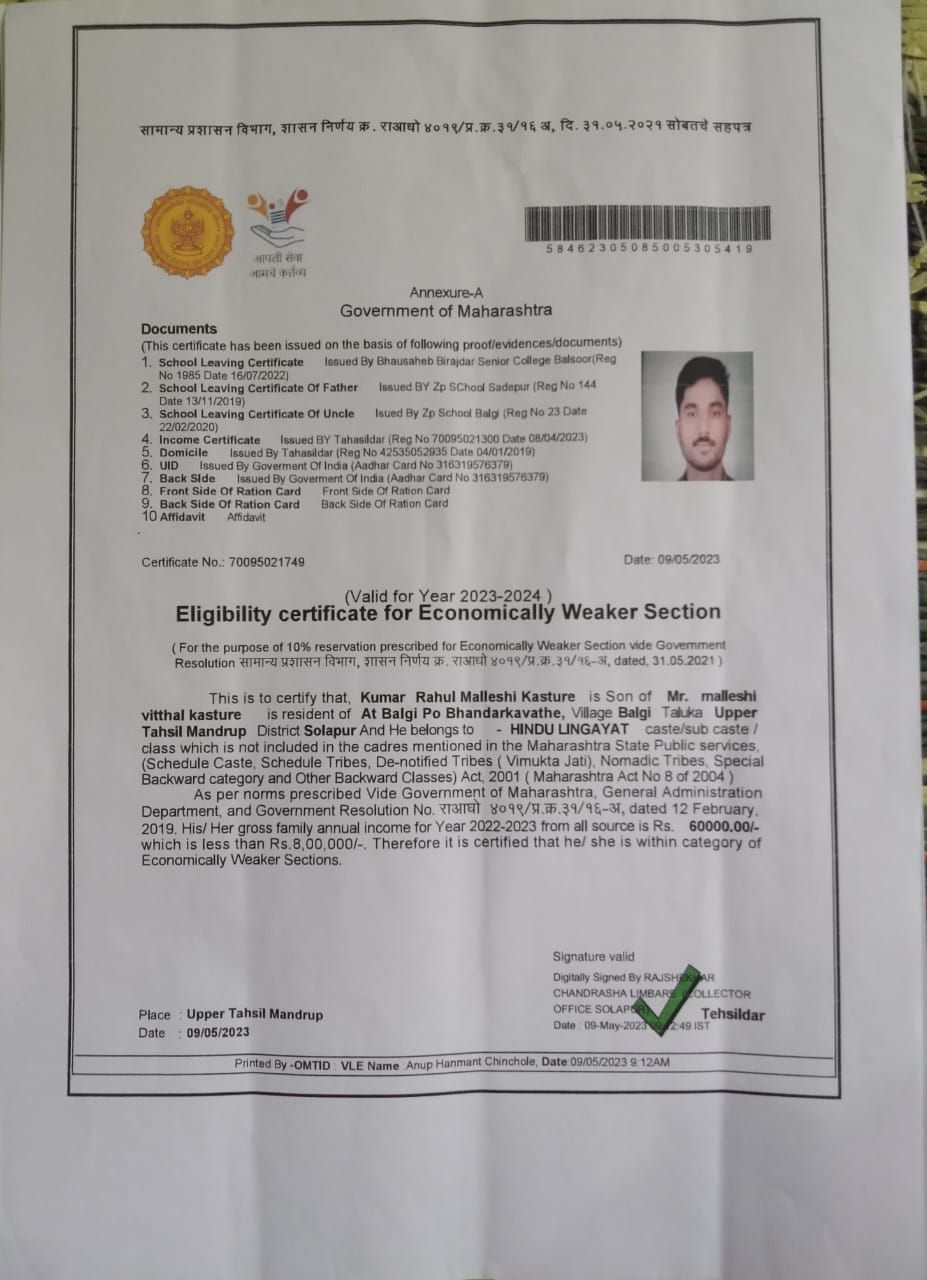 सामान्य प्रशासन विभाग, शासन निर्णय क्र. राआधो ४०१९/प्र.क्र.३१/१६ अ, दि. ३१.०५.२०२१ सोबतचे सहपत्र
आपली सेवा
आमचे कर्तव्य
58462305085005305419
Annexure-A
Government of Maharashtra
Documents
(This certificate has been issued on the basis of following proof/evidences/documents)
1. School Leaving Certificate Issued By Bhausaheb Birajdar Senior College Balsoor(Reg
No 1985 Date 16/07/2022)
2. School Leaving Certificate Of Father Issued BY Zp SChool Sadepur (Reg No 144
Date 13/11/2019)
3. School Leaving Certificate Of Uncle Isued By Zp School Balgi (Reg No 23 Date
22/02/2020)
4. Income Certificate Issued BY Tahasildar (Reg No 70095021300 Date 08/04/2023)
5. Domicile Issued By Tahasildar (Reg No 42535052935 Date 04/01/2019)
6. UID Issued By Goverment Of India (Aadhar Card No 316319576379)
7. Back SIde Issued By Goverment Of India (Aadhar Card No 316319576379)
8. Front Side Of Ration Card Front Side Of Ration Card
9. Back Side Of Ration Card Back Side Of Ration Card
10 Affidavit Affidavit
.
Certificate No.: 70095021749 Date: 09/05/2023
(Valid for Year 2023-2024 )
Eligibility certificate for Economically Weaker Section
( For the purpose of 10% reservation prescribed for Economically Weaker Section vide Government
Resolution सामान्य प्रशासन विभाग, शासन निर्णय क्र. राआधो ४०१९/प्र.क्र.३१/१६-अ, dated, 31.05.2021 )
This is to certify that, Kumar Rahul Malleshi Kasture is Son of Mr. malleshi
vitthal kasture is resident of At Balgi Po Bhandarkavathe, Village Balgi Taluka Upper
Tahsil Mandrup District Solapur And He belongs to - HINDU LINGAYAT caste/sub caste /
class which is not included in the cadres mentioned in the Maharashtra State Public services,
(Schedule Caste, Schedule Tribes, De-notified Tribes ( Vimukta Jati), Nomadic Tribes, Special
Backward category and Other Backward Classes) Act, 2001 ( Maharashtra Act No 8 of 2004 )
As per norms prescribed Vide Government of Maharashtra, General Administration
Department, and Government Resolution No. राआधो ४०१९/प्र.क्र.३१/१६-अ, dated 12 February,
2019. His/ Her gross family annual income for Year 2022-2023 from all source is Rs. 60000.00/-
which is less than Rs.8,00,000/-. Therefore it is certified that he/ she is within category of
Economically Weaker Sections.
Signature valid
Digitally Signed By RAJSHEKHAR
CHANDRASHA LIMBARE COLLECTOR
OFFICE SOLAPUR
Date : 09-May-2023 :49 IST
Tehsildar
Place : Upper Tahsil Mandrup
Date : 09/05/2023
Printed By -OMTID : VLE Name :Anup Hanmant Chinchole, Date:09/05/2023 9:12AM